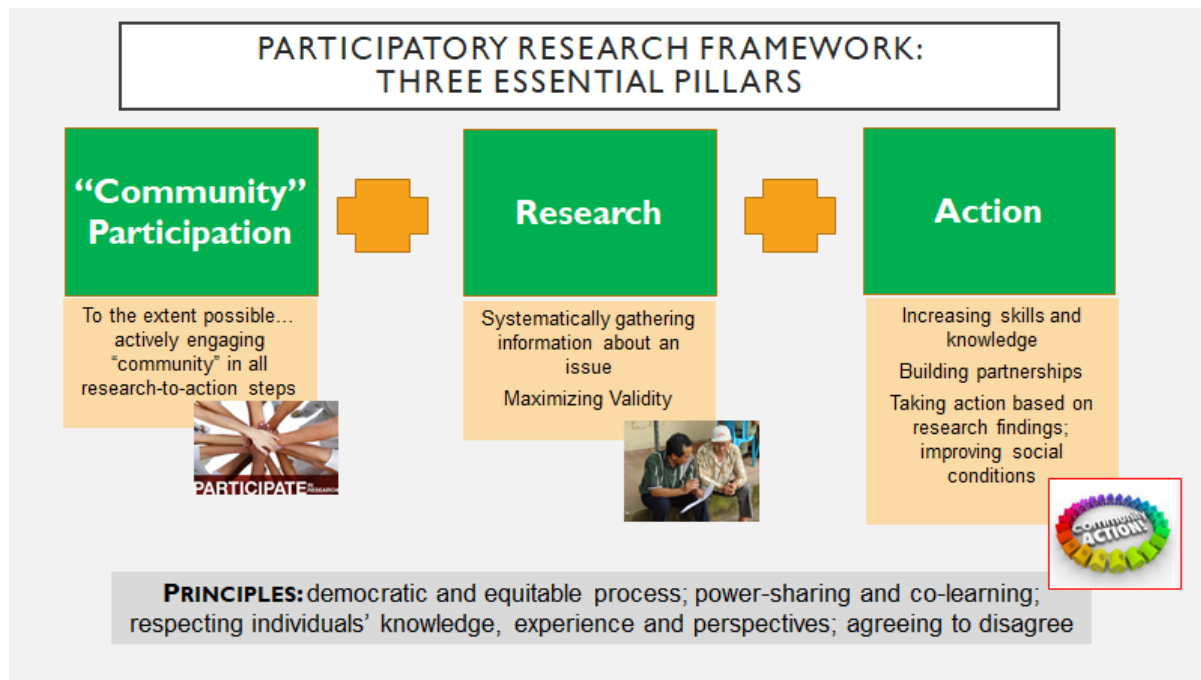 PARTICIPATORY RESEARCH FRAMEWORK:
THREE ESSENTIAL PILLARS
“Community”
Participation
To the extent possible…
actively engaging
“community” in all
research-to-action steps
PARTICIPATE IN RESEARCH
Research
Systematically gathering
information about an
issue
Maximizing Validity
Action
Increasing skills and
knowledge
Building partnerships
Taking action based on
research findings;
improving social
conditions
Community
ACTION!
PRINCIPLES: democratic and equitable process; power-sharing and co-learning;
respecting individuals’ knowledge, experience and perspectives; agreeing to disagree